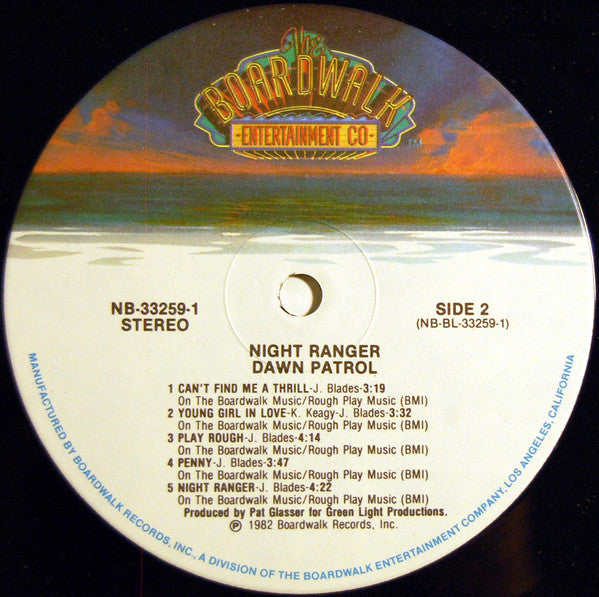 The
BOARDWALK
-ENTERTAINMENT CO-
TM
NB-33259-1
STEREO
SIDE 2
(NB-BL-33259-1)
NIGHT RANGER
DAWN PATROL
1 CAN'T FIND ME A THRILL-J. Blades-3:19
On The Boardwalk Music/Rough Play Music (BMI)
2 YOUNG GIRL IN LOVE-K. Keagy-J. Blades-3:32
On The Boardwalk Music/Rough Play Music (BMI)
3 PLAY ROUGH-J. Blades-4:14
On The Boardwalk Music/Rough Play Music (BMI)
4 PENNY-J. Blades-3:47
On The Boardwalk Music/Rough Play Music (BMI)
5 NIGHT RANGER-J. Blades-4:22
On The Boardwalk Music/Rough Play Music (BMI)
Produced by Pat Glasser for Green Light Productions.
℗ 1982 Boardwalk Records, Inc.
MANUFACTURED BY BOARDWALK RECORDS, INC., A DIVISION OF THE BOARDWALK ENTERTAINMENT COMPANY, LOS ANGELES, CALIFORNIA